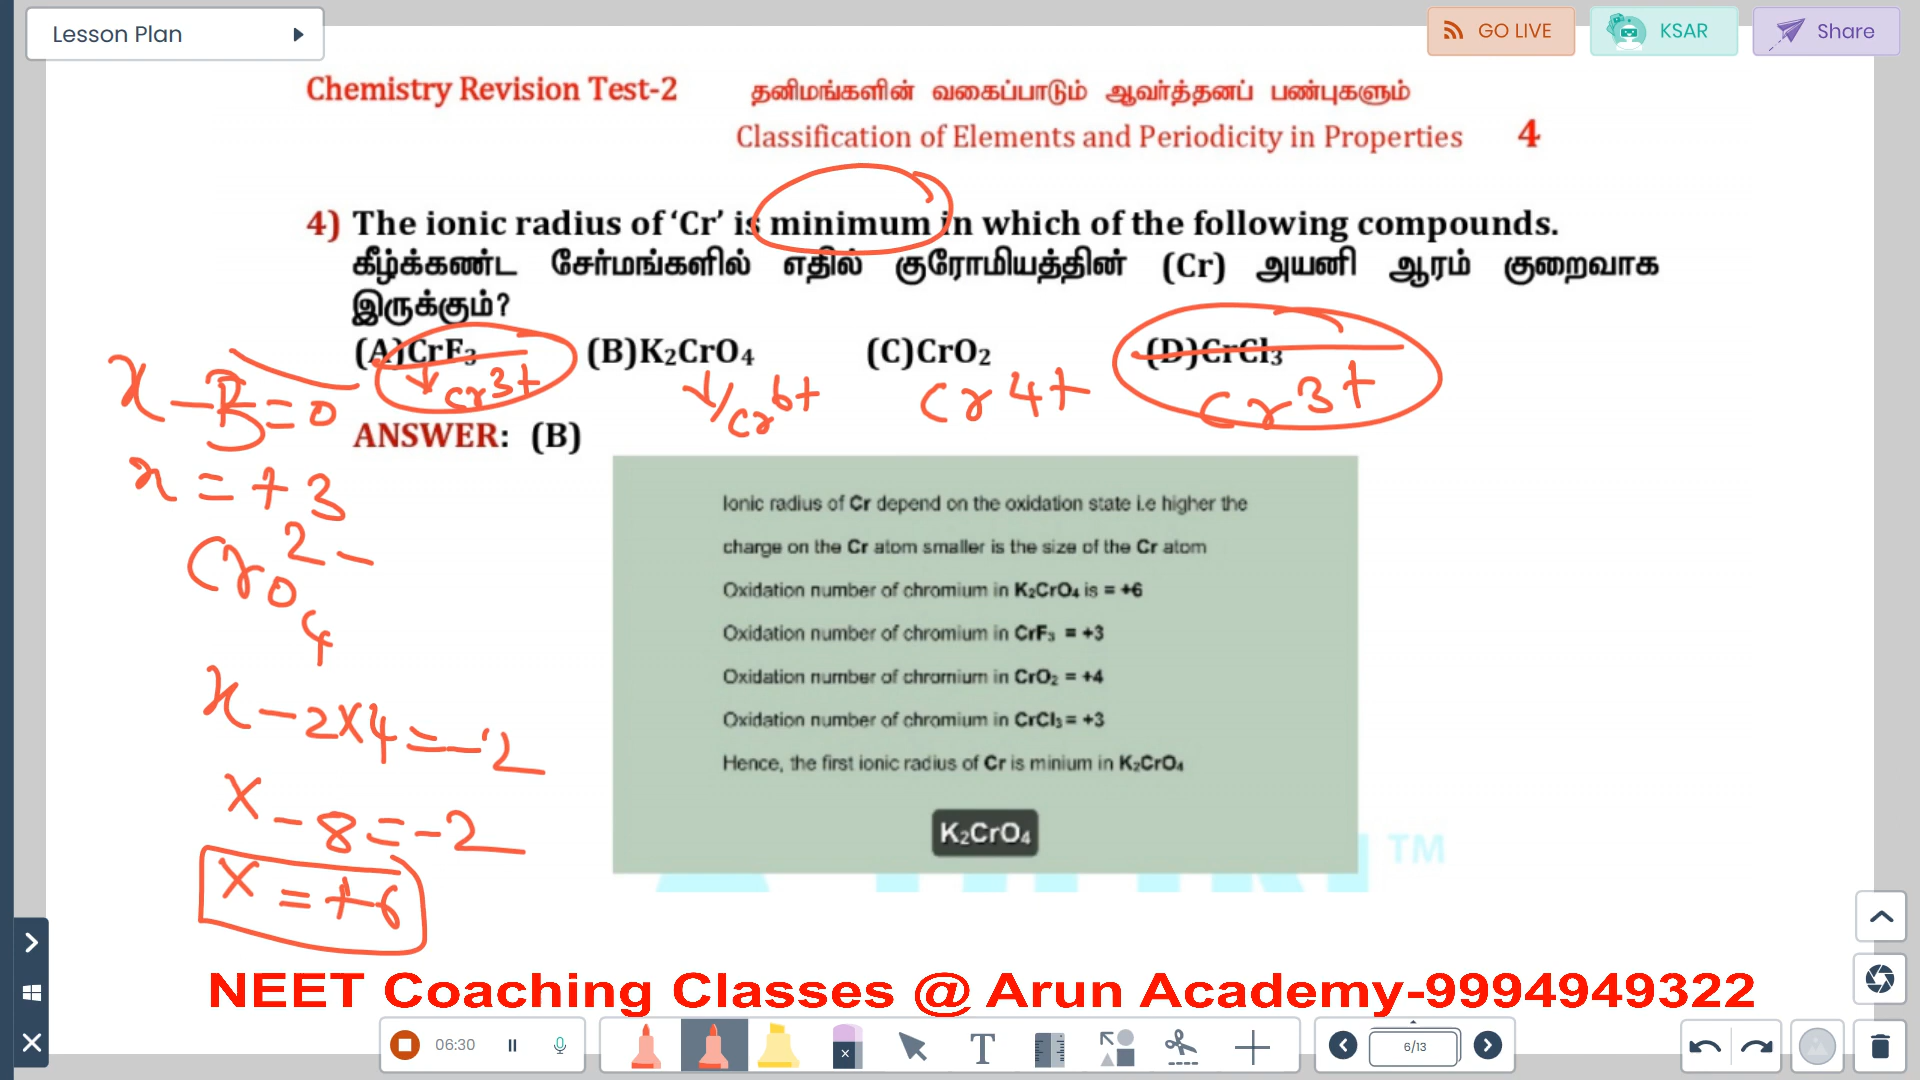 Lesson Plan
GO LIVE
KSAR
Share
Chemistry Revision Test-2
தனிமங்களின் வகைப்பாடும் ஆவர்த்தனப் பண்புகளும்
Classification of Elements and Periodicity in Properties 4
4) The ionic radius of ‘Cr’ is minimum in which of the following compounds.
கீழ்க்கண்ட சேர்மங்களில் எதில் குரோமியத்தின் (Cr) அயனி ஆரம் குறைவாக
இருக்கும்?
(A)CrF₃ (B)K₂CrO₄ (C)CrO₂ (D)CrCl₃
Cr3+ Cr6+ Cr4+ Cr3+
ANSWER: (B)
x = +3
CrO₄2-
x - 2x4 = -2
x - 8 = -2
x = +6
Ionic radius of Cr depend on the oxidation state i.e higher the
charge on the Cr atom smaller is the size of the Cr atom
Oxidation number of chromium in K₂CrO₄ is = +6
Oxidation number of chromium in CrF₃ = +3
Oxidation number of chromium in CrO₂ = +4
Oxidation number of chromium in CrCl₃ = +3
Hence, the first ionic radius of Cr is minium in K₂CrO₄
K₂CrO₄
TM
NEET Coaching Classes @ Arun Academy-9994949322
06:30
6/13